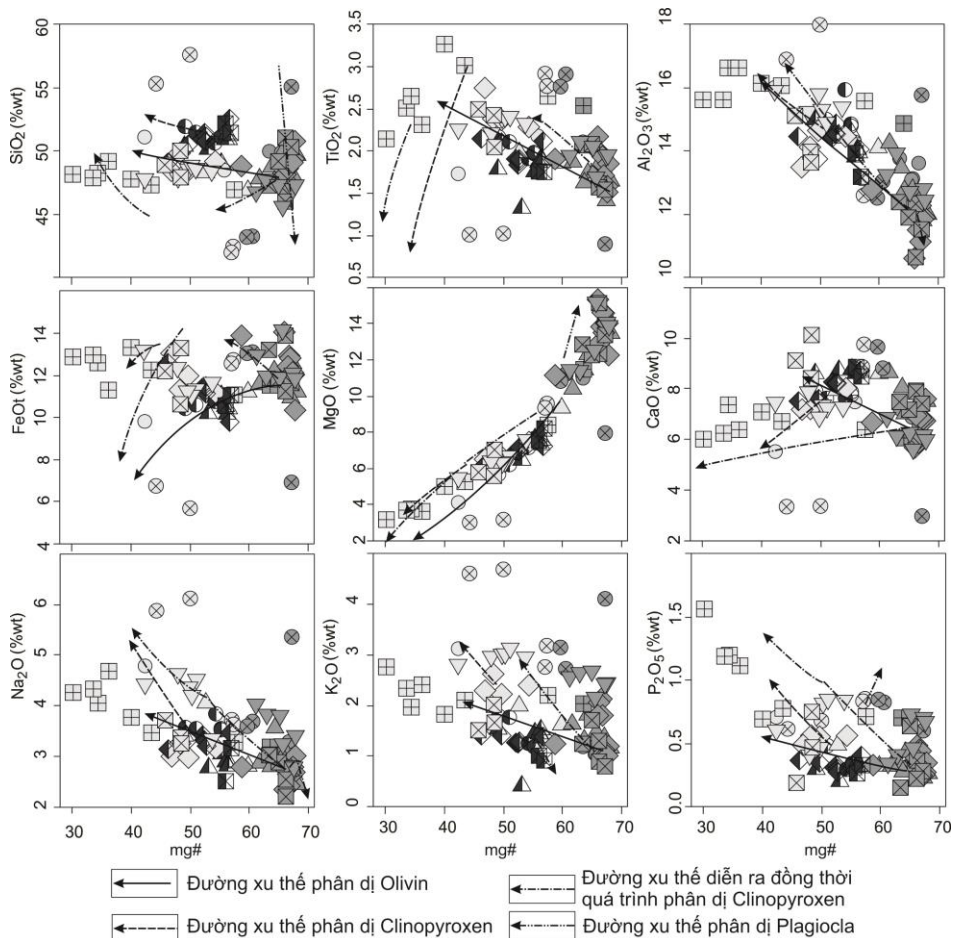 60
55
50
45
SiO2 (%wt)
3.5
3.0
2.5
2.0
1.5
1.0
0.5
TiO2 (%wt)
18
16
14
12
10
Al2O3 (%wt)
14
12
10
8
6
4
FeOt (%wt)
14
12
10
8
6
4
2
MgO (%wt)
10
8
6
4
2
CaO (%wt)
6
5
4
3
2
Na2O (%wt)
4
3
2
1
0
K2O (%wt)
1.5
1.0
0.5
0.0
P2O5 (%wt)
30 40 50 60 70
30 40 50 60 70
30 40 50 60 70
mg# mg# mg#
Đường xu thế phân dị Olivin
Đường xu thế diễn ra đồng thời
quá trình phân dị Clinopyroxen
Đường xu thế phân dị Clinopyroxen
Đường xu thế phân dị Plagiocla